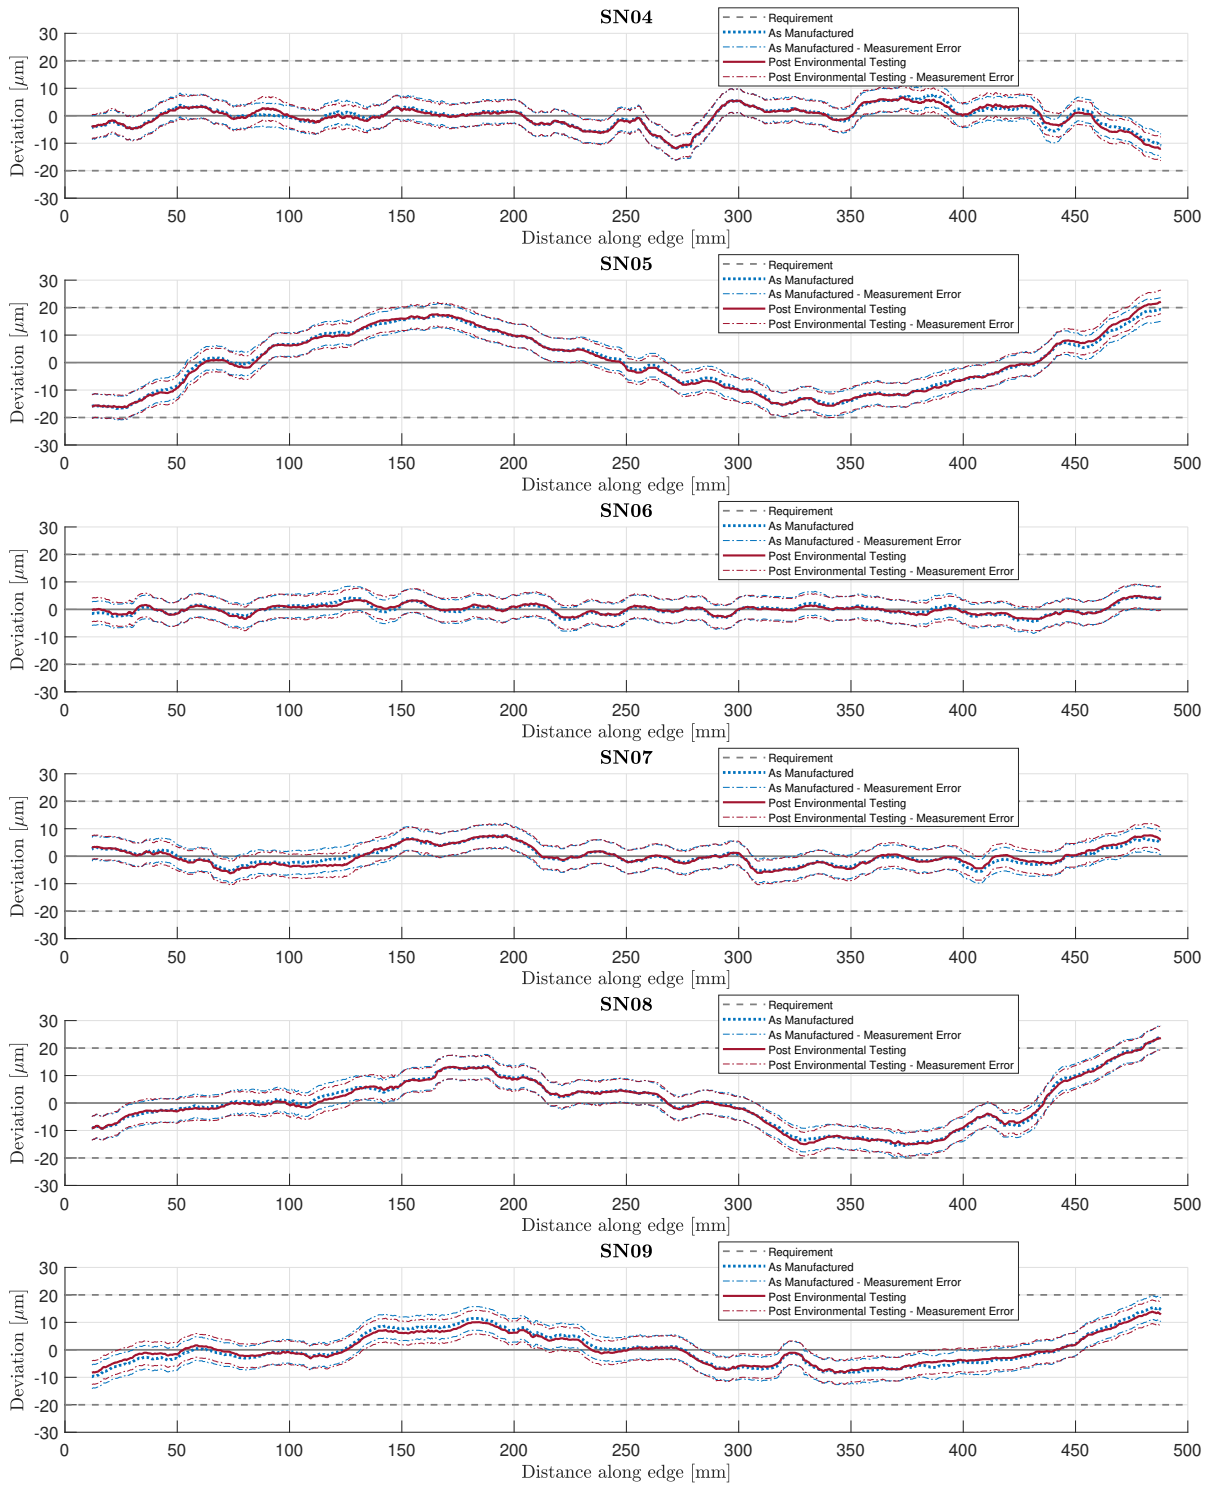 SN04
Requirement
As Manufactured
As Manufactured - Measurement Error
Post Environmental Testing
Post Environmental Testing - Measurement Error
Deviation [μm]
30
20
10
0
-10
-20
-30
0 50 100 150 200 250 300 350 400 450 500
Distance along edge [mm]
SN05
Requirement
As Manufactured
As Manufactured - Measurement Error
Post Environmental Testing
Post Environmental Testing - Measurement Error
Deviation [μm]
30
20
10
0
-10
-20
-30
0 50 100 150 200 250 300 350 400 450 500
Distance along edge [mm]
SN06
Requirement
As Manufactured
As Manufactured - Measurement Error
Post Environmental Testing
Post Environmental Testing - Measurement Error
Deviation [μm]
30
20
10
0
-10
-20
-30
0 50 100 150 200 250 300 350 400 450 500
Distance along edge [mm]
SN07
Requirement
As Manufactured
As Manufactured - Measurement Error
Post Environmental Testing
Post Environmental Testing - Measurement Error
Deviation [μm]
30
20
10
0
-10
-20
-30
0 50 100 150 200 250 300 350 400 450 500
Distance along edge [mm]
SN08
Requirement
As Manufactured
As Manufactured - Measurement Error
Post Environmental Testing
Post Environmental Testing - Measurement Error
Deviation [μm]
30
20
10
0
-10
-20
-30
0 50 100 150 200 250 300 350 400 450 500
Distance along edge [mm]
SN09
Requirement
As Manufactured
As Manufactured - Measurement Error
Post Environmental Testing
Post Environmental Testing - Measurement Error
Deviation [μm]
30
20
10
0
-10
-20
-30
0 50 100 150 200 250 300 350 400 450 500
Distance along edge [mm]